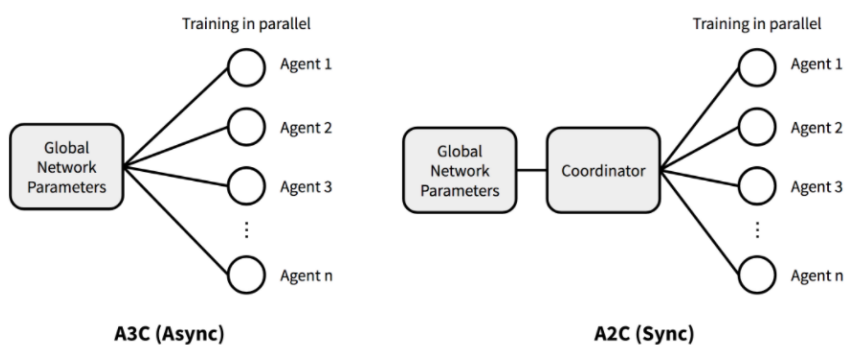 Training in parallel
Agent 1
Agent 2
Agent 3
Agent n
Global
Network
Parameters
A3C (Async)
Training in parallel
Agent 1
Agent 2
Agent 3
Agent n
Global
Network
Parameters
Coordinator
A2C (Sync)